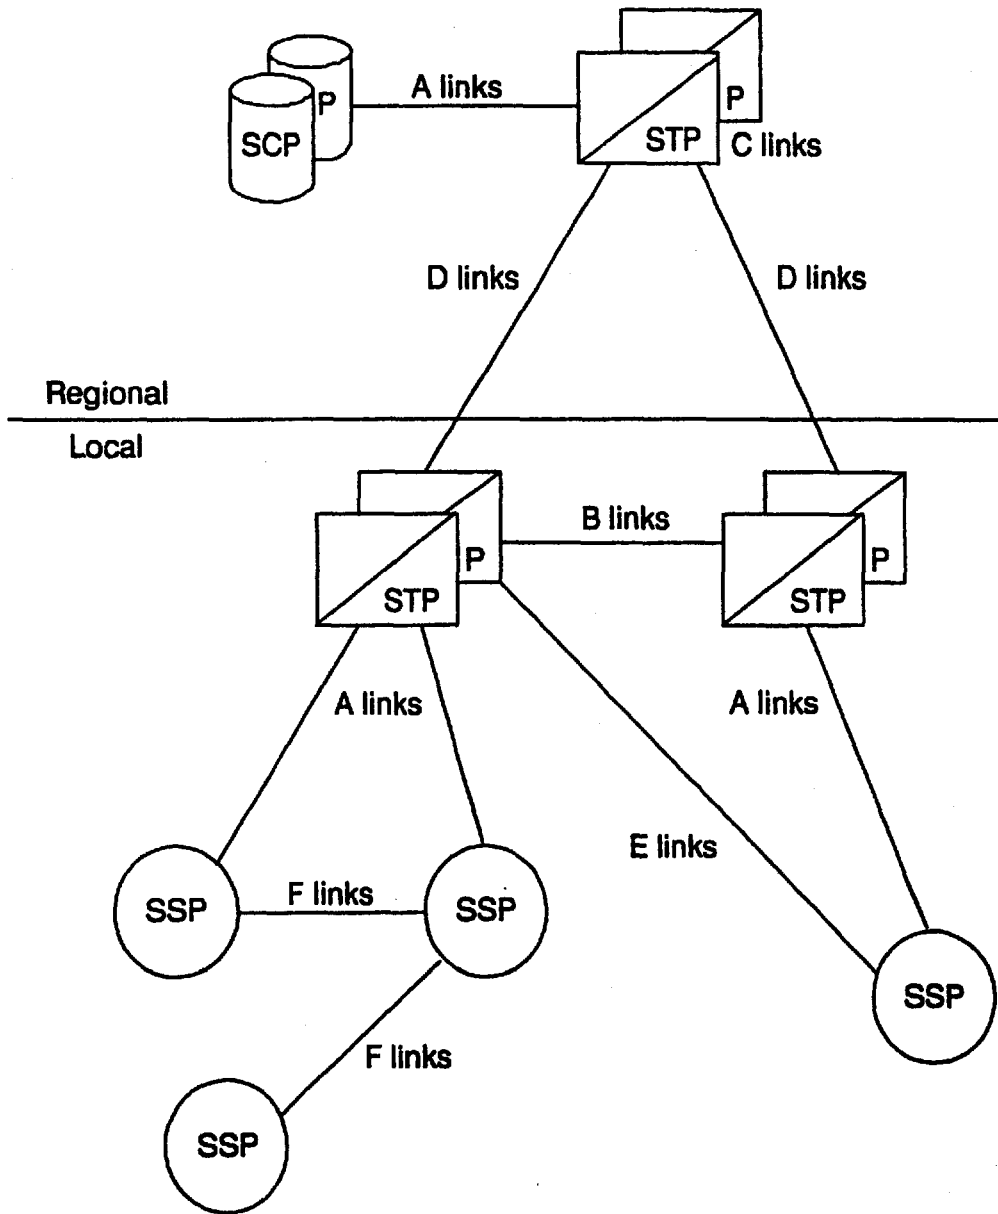 A links
P
SCP
P
STP
C links
D links
D links
Regional
Local
B links
P
STP
P
STP
A links
A links
E links
SSP
F links
SSP
SSP
F links
SSP